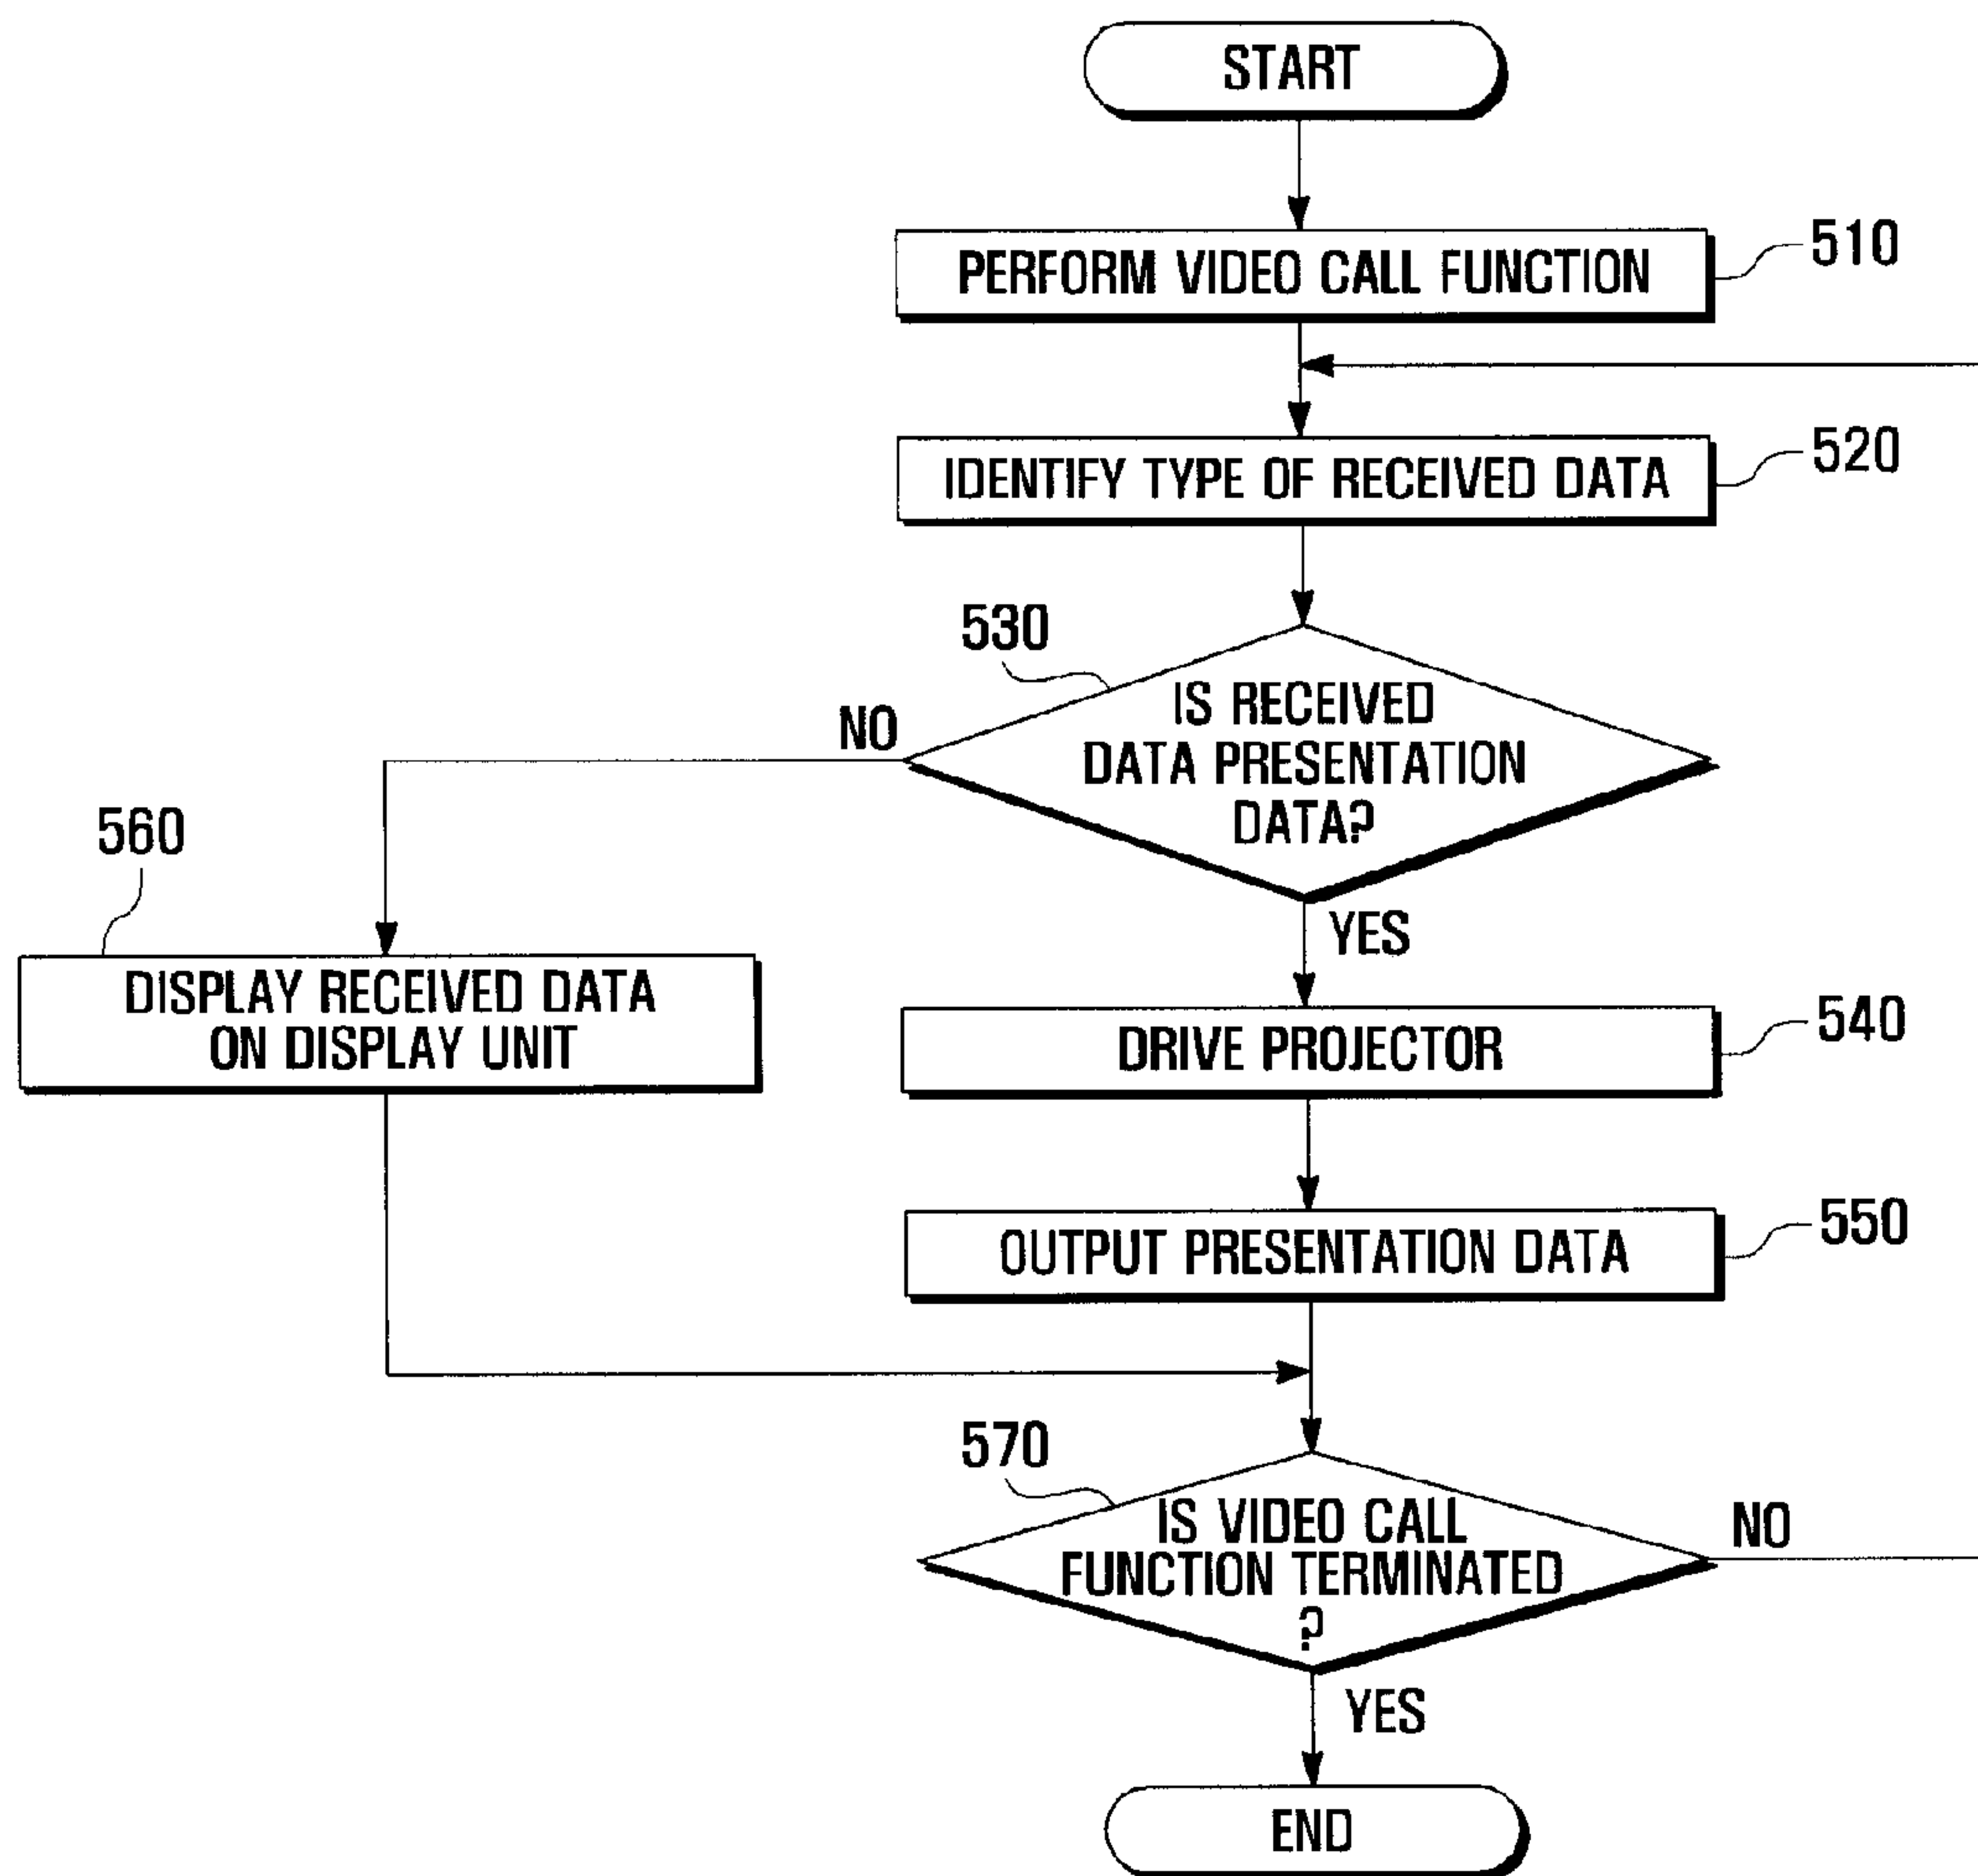 START
PERFORM VIDEO CALL FUNCTION
510
IDENTIFY TYPE OF RECEIVED DATA
520
530
IS RECEIVED
DATA PRESENTATION
DATA?
NO
YES
560
DISPLAY RECEIVED DATA
ON DISPLAY UNIT
DRIVE PROJECTOR
540
OUTPUT PRESENTATION DATA
550
570
IS VIDEO CALL
FUNCTION TERMINATED
?
NO
YES
END